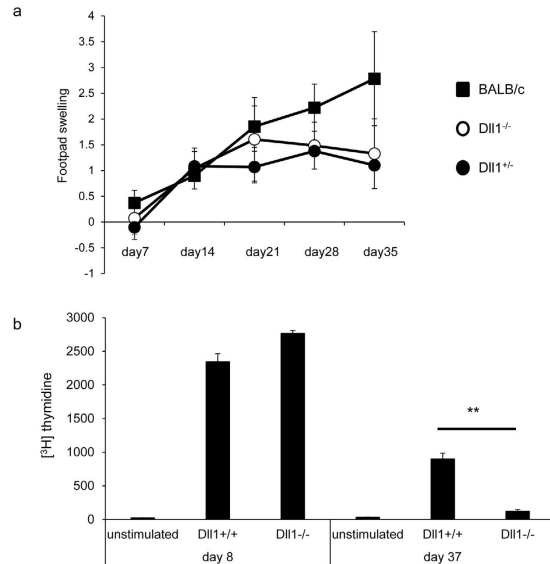 a
Footpad swelling
4
3.5
3
2.5
2
1.5
1
0.5
0
-0.5
-1
day7 day14 day21 day28 day35
BALB/c
Dll1-/-
Dll1+/-
b
[³H] thymidine
3000
2500
2000
1500
1000
500
0
**
unstimulated Dll1+/+ Dll1-/- unstimulated Dll1+/+ Dll1-/-
day 8 day 37